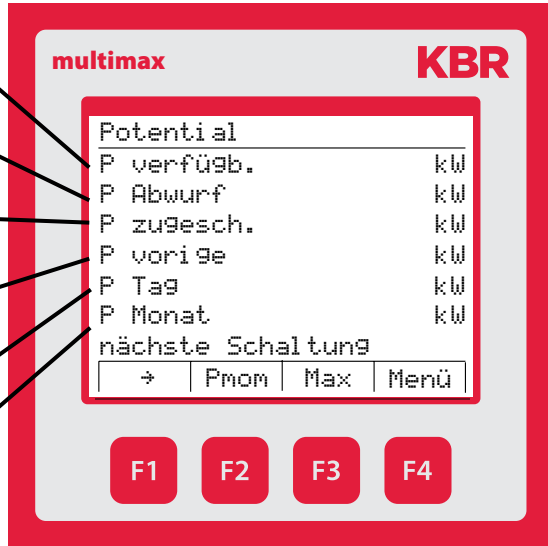 multimax KBR
Potential
P verfügb. kW
P Abwurf kW
P zugesch. kW
P vorige kW
P Tag kW
P Monat kW
nächste Schaltung
→ Pmom Max Menü
F1 F2 F3 F4